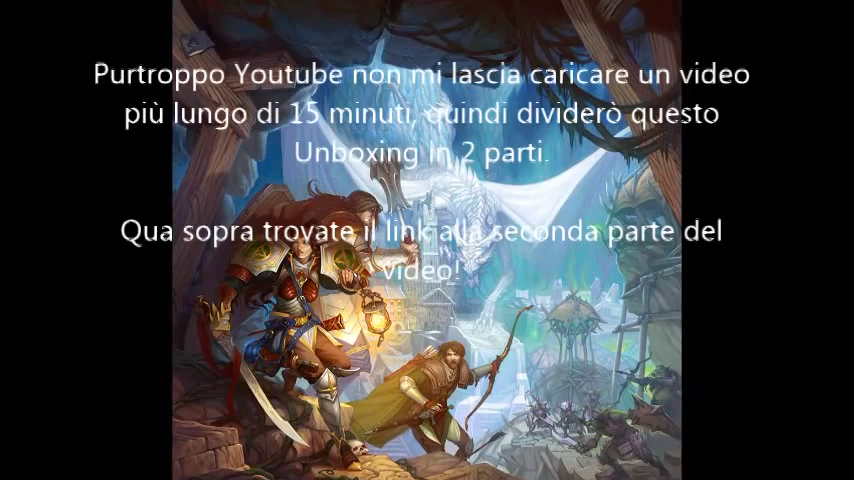 Purtroppo Youtube non mi lascia caricare un video
più lungo di 15 minuti, quindi dividerò questo
Unboxing in 2 parti.
Qua sopra trovate il link alla seconda parte del
video!